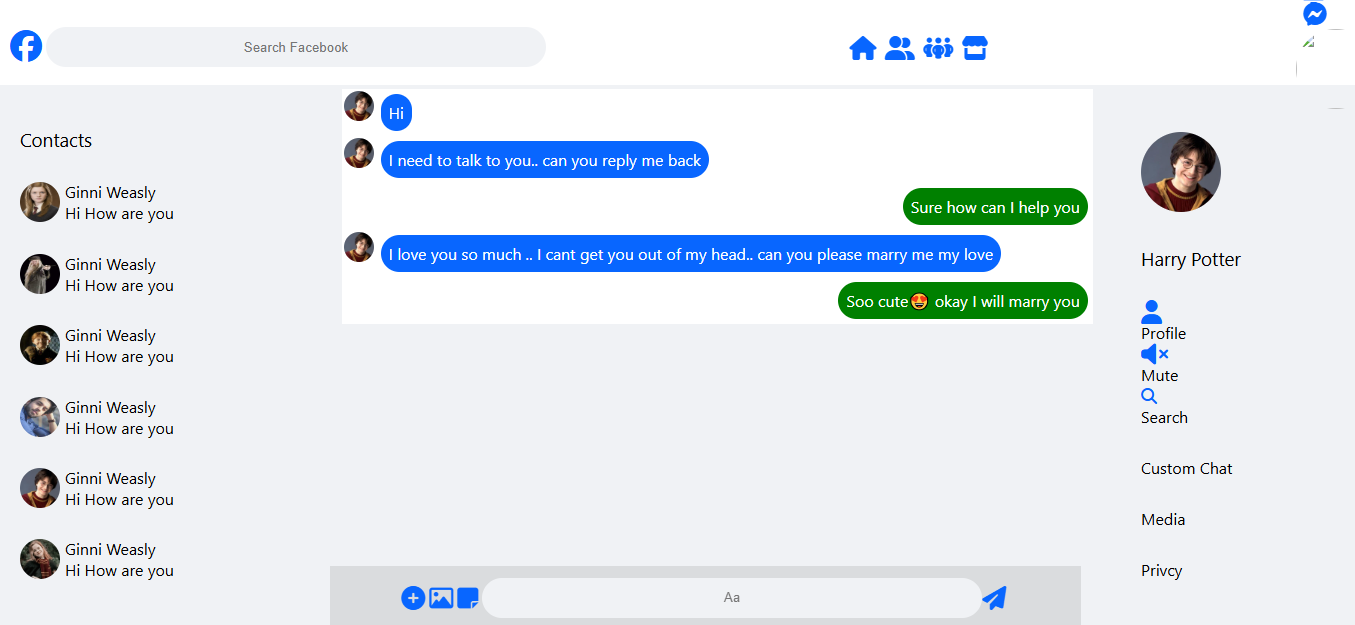 Search Facebook
Contacts
Ginni Weasly
Hi How are you
Ginni Weasly
Hi How are you
Ginni Weasly
Hi How are you
Ginni Weasly
Hi How are you
Ginni Weasly
Hi How are you
Ginni Weasly
Hi How are you
Hi
I need to talk to you.. can you reply me back
Sure how can I help you
I love you so much .. I cant get you out of my head.. can you please marry me my love
Soo cute😍 okay I will marry you
Aa
Harry Potter
Profile
Mute
Search
Custom Chat
Media
Privcy